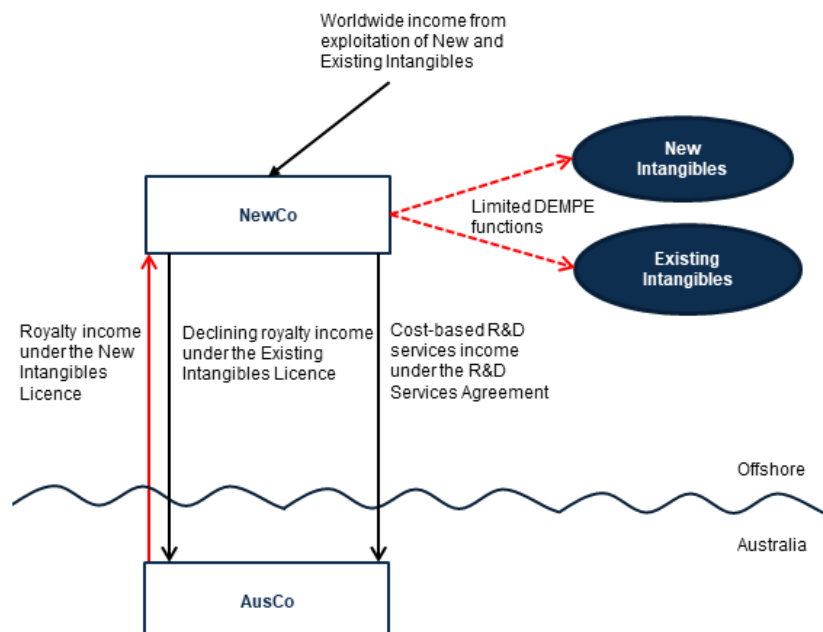 Worldwide income from
exploitation of New and
Existing Intangibles
New
Intangibles
NewCo
Limited DEMPE
functions
Existing
Intangibles
Royalty income
under the New
Intangibles
Licence
Declining royalty income
under the Existing
Intangibles Licence
Cost-based R&D
services income
under the R&D
Services Agreement
Offshore
Australia
AusCo